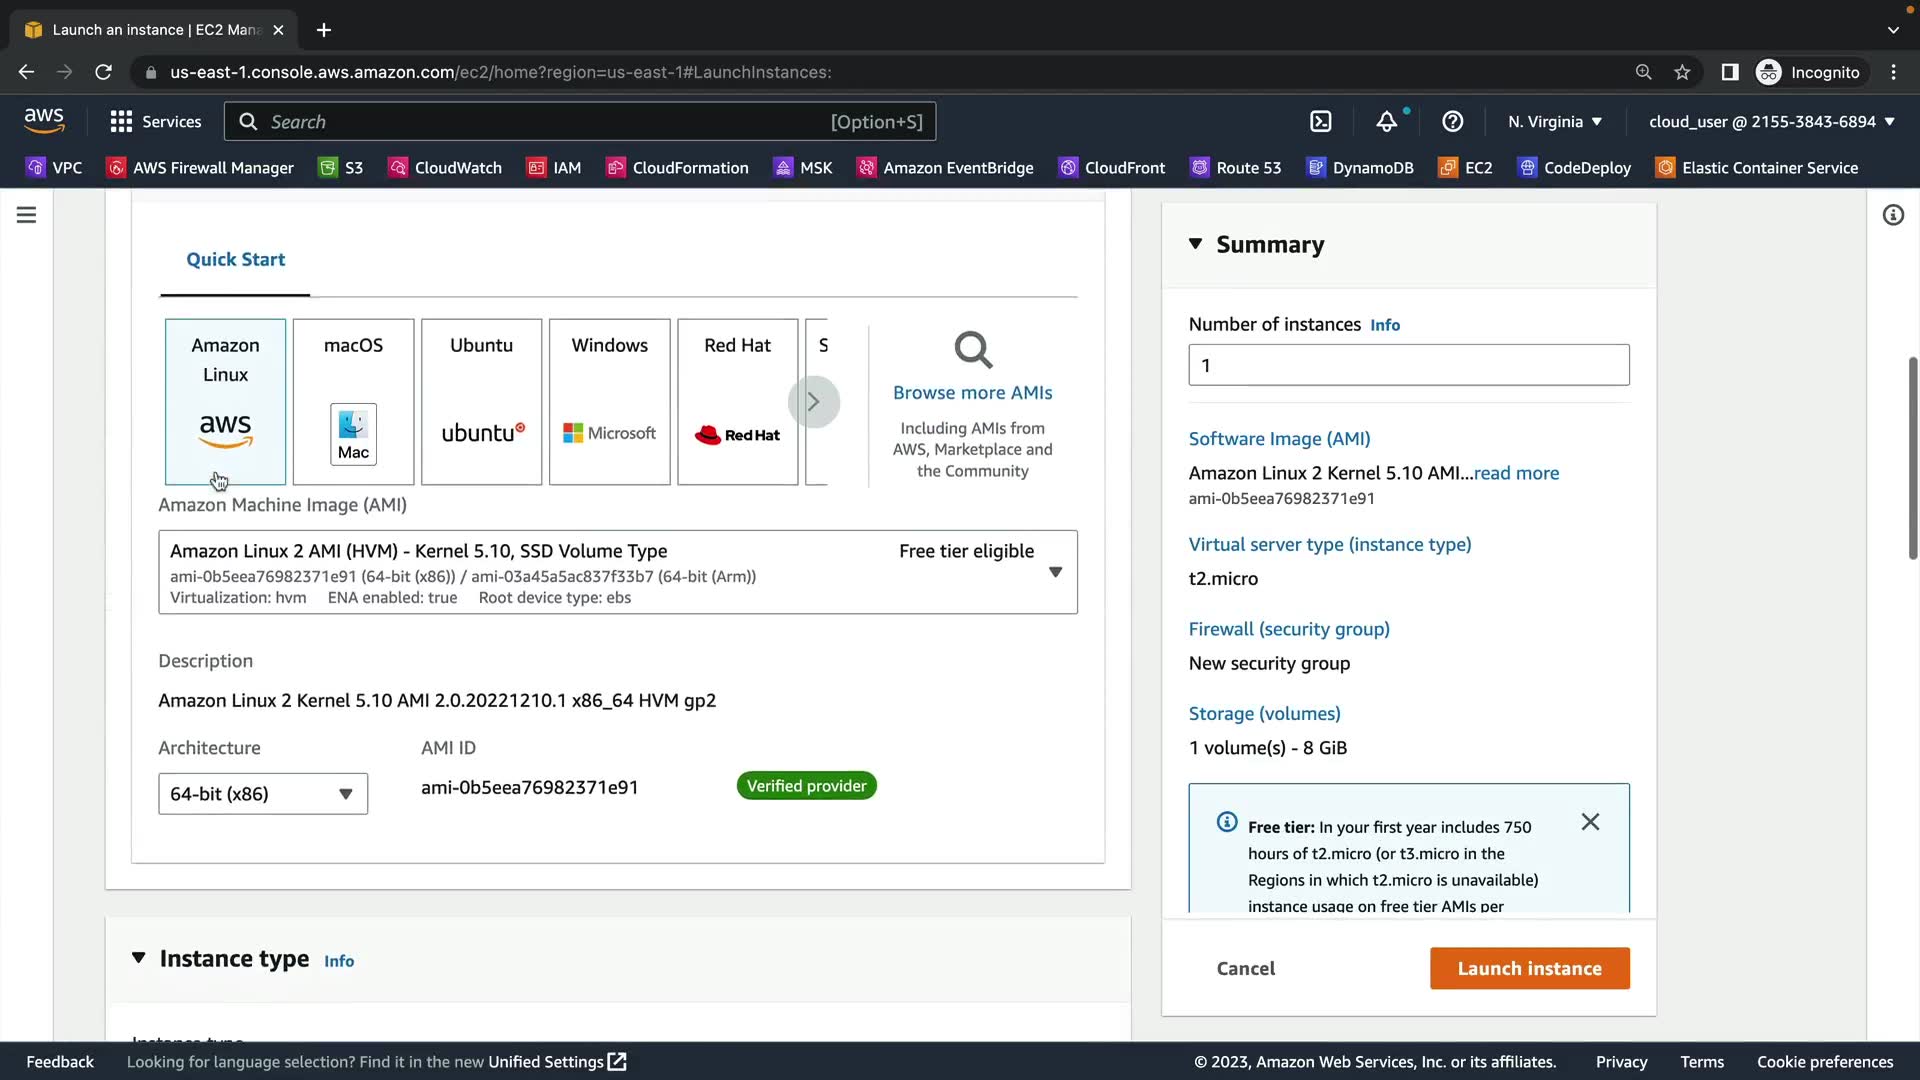 Launch an instance | EC2 Mana
us-east-1.console.aws.amazon.com/ec2/home?region=us-east-1#LaunchInstances:
Incognito
aws
Services
Search
[Option+S]
N. Virginia
cloud_user @ 2155-3843-6894
VPC
AWS Firewall Manager
S3
CloudWatch
IAM
CloudFormation
MSK
Amazon EventBridge
CloudFront
Route 53
DynamoDB
EC2
CodeDeploy
Elastic Container Service
Quick Start
Amazon
Linux
aws
macOS
Mac
Ubuntu
ubuntu
Windows
Microsoft
Red Hat
Red Hat
S
Browse more AMIs
Including AMIs from
AWS, Marketplace and
the Community
Amazon Machine Image (AMI)
Amazon Linux 2 AMI (HVM) - Kernel 5.10, SSD Volume Type
Free tier eligible
ami-0b5eea76982371e91 (64-bit (x86)) / ami-03a45a5ac837f33b7 (64-bit (Arm))
Virtualization: hvm ENA enabled: true Root device type: ebs
Description
Amazon Linux 2 Kernel 5.10 AMI 2.0.20221210.1 x86_64 HVM gp2
Architecture
AMI ID
64-bit (x86)
ami-0b5eea76982371e91
Verified provider
Instance type Info
Instance type
Summary
Number of instances Info
1
Software Image (AMI)
Amazon Linux 2 Kernel 5.10 AMI...read more
ami-0b5eea76982371e91
Virtual server type (instance type)
t2.micro
Firewall (security group)
New security group
Storage (volumes)
1 volume(s) - 8 GiB
Free tier: In your first year includes 750
hours of t2.micro (or t3.micro in the
Regions in which t2.micro is unavailable)
instance usage on free tier AMIs per
Cancel
Launch instance
Feedback
Looking for language selection? Find it in the new Unified Settings
© 2023, Amazon Web Services, Inc. or its affiliates.
Privacy
Terms
Cookie preferences